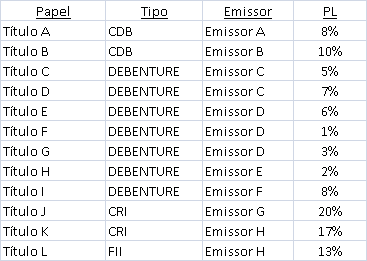 Papel Tipo Emissor PL
Título A CDB Emissor A 8%
Título B CDB Emissor B 10%
Título C DEBENTURE Emissor C 5%
Título D DEBENTURE Emissor C 7%
Título E DEBENTURE Emissor D 6%
Título F DEBENTURE Emissor D 1%
Título G DEBENTURE Emissor D 3%
Título H DEBENTURE Emissor E 2%
Título I DEBENTURE Emissor F 8%
Título J CRI Emissor G 20%
Título K CRI Emissor H 17%
Título L FII Emissor H 13%